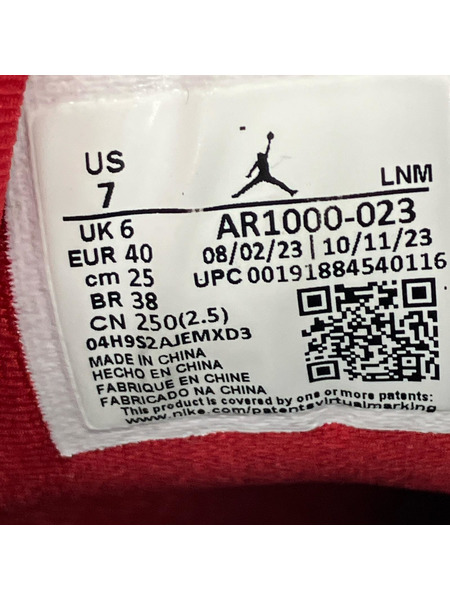 US
7
LNM
UK 6
AR1000-023
EUR 40
08/02/23 | 10/11/23
cm 25
UPC 00191884540116
BR 38
CN 250(2.5)
04H9S2AJEMXD3
MADE IN CHINA
HECHO EN CHINA
FABRIQUE EN CHINE
FABRICADO NA CHINA
This product is covered by one or more patents:
www.nike.com/patentsvirtualmarking